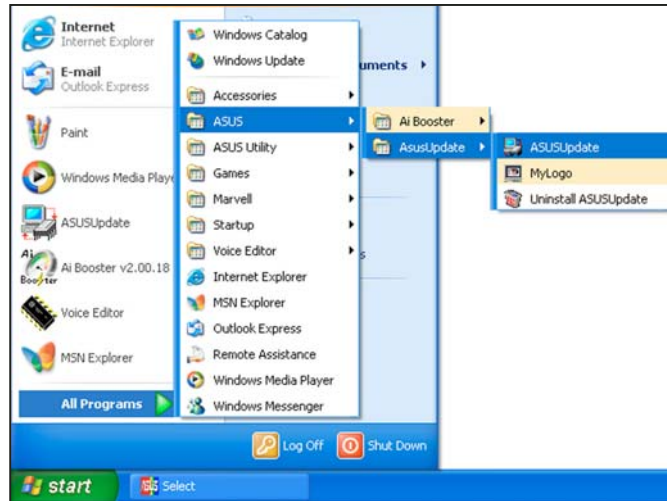 Internet
Internet Explorer
E-mail
Outlook Express
Paint
Windows Media Playe
ASUSUpdate
Ai Booster v2.00.18
Voice Editor
MSN Explorer
All Programs
Windows Catalog
Windows Update
Accessories
ASUS
ASUS Utility
Games
Marvell
Startup
Voice Editor
Internet Explorer
MSN Explorer
Outlook Express
Remote Assistance
Windows Media Player
Windows Messenger
uments
s
Ai Booster
AsusUpdate
ASUSUpdate
MyLogo
Uninstall ASUSUpdate
Log Off
Shut Down
start
Select